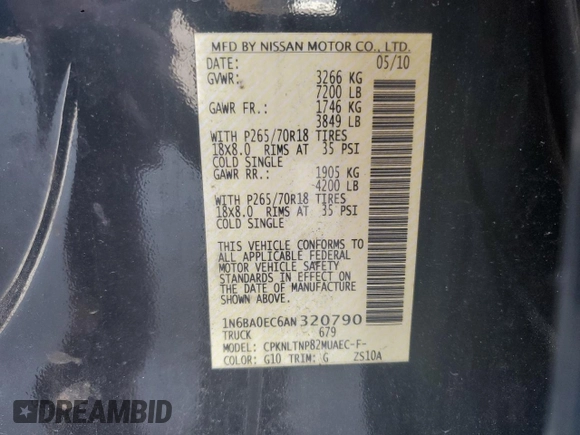 MFD BY NISSAN MOTOR CO., LTD.
DATE: 05/10
GVWR: 3266 KG
7200 LB
GAWR FR.: 1746 KG
3849 LB
WITH P265/70R18 TIRES
18X8.0 RIMS AT 35 PSI
COLD SINGLE
GAWR RR.: 1905 KG
4200 LB
WITH P265/70R18 TIRES
18X8.0 RIMS AT 35 PSI
COLD SINGLE
THIS VEHICLE CONFORMS TO
ALL APPLICABLE FEDERAL
MOTOR VEHICLE SAFETY
STANDARDS IN EFFECT ON
THE DATE OF MANUFACTURE
SHOWN ABOVE.
1N6BA0EC6AN320790
TRUCK 679
MODEL: CPKNLTNP82MUAEC-F-
COLOR: G10 TRIM: G ZS10A
DREAMBID
DREAMBID